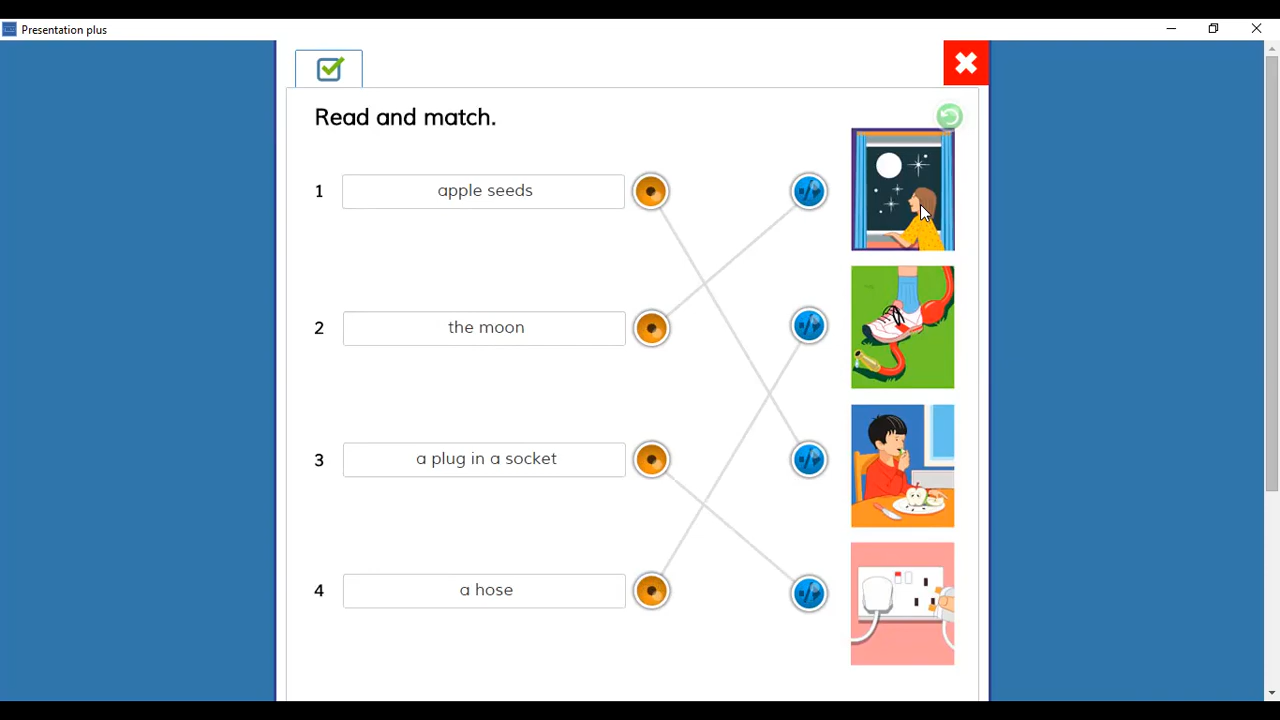 Presentation plus
Read and match.
1 apple seeds
2 the moon
3 a plug in a socket
4 a hose